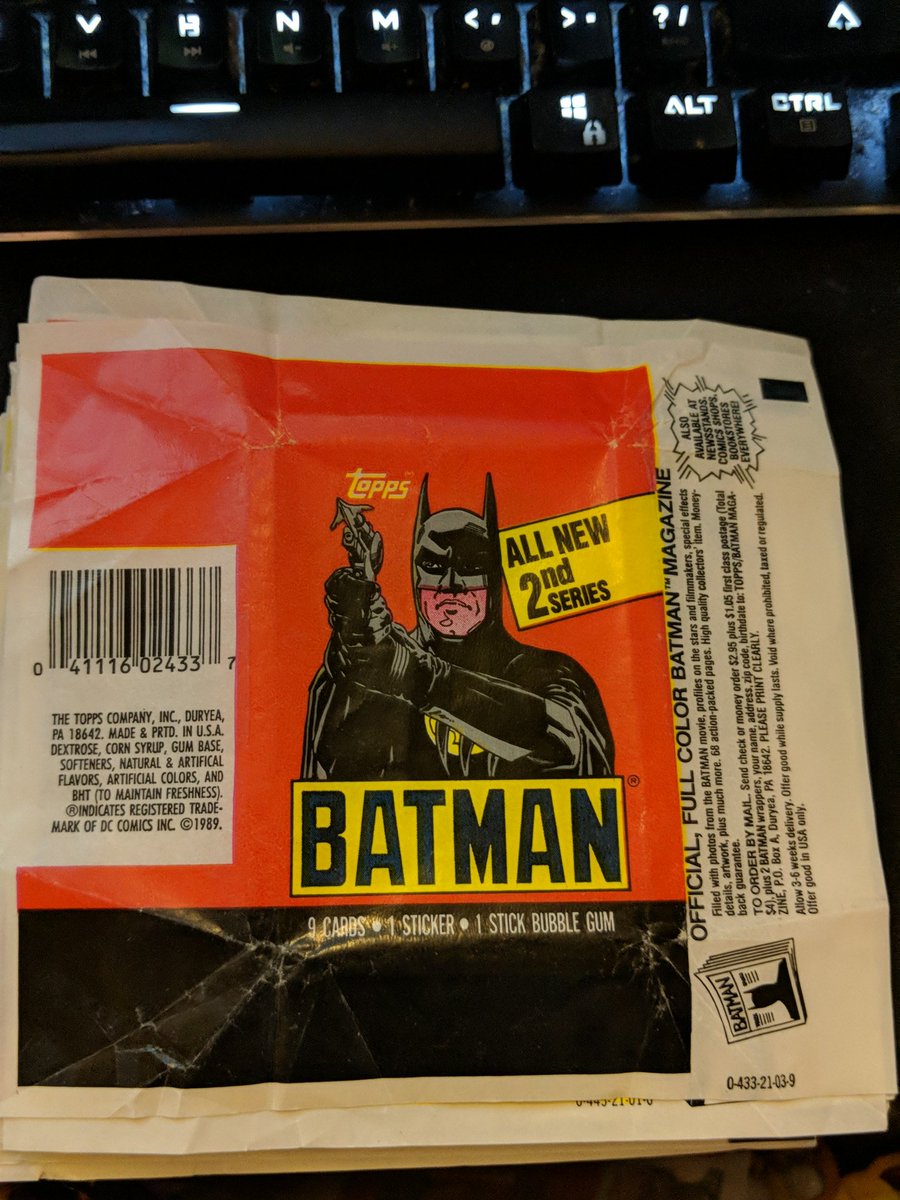 V
B
N
M
< ,
> .
? /
ALT
CTRL
topps™
ALL NEW
2nd
SERIES
BATMAN®
9 CARDS • 1 STICKER • 1 STICK BUBBLE GUM
0 41116 02433 7
THE TOPPS COMPANY, INC., DURYEA,
PA 18642. MADE & PRTD. IN U.S.A.
DEXTROSE, CORN SYRUP, GUM BASE,
SOFTENERS, NATURAL & ARTIFICAL
FLAVORS, ARTIFICIAL COLORS, AND
BHT (TO MAINTAIN FRESHNESS).
®INDICATES REGISTERED TRADE-
MARK OF DC COMICS INC. ©1989.
OFFICIAL, FULL COLOR BATMAN™ MAGAZINE
Filled with photos from the BATMAN movie, profiles on the stars and filmmakers, special effects
details, artwork, plus much more. 68 action-packed pages. High quality collectors' item. Money-
back guarantee.
TO ORDER BY MAIL. Send check or money order $2.95 plus $1.05 first class postage (Total
$4), plus 2 BATMAN wrappers, your name, address, zip code, birthdate to: TOPPS/BATMAN MAGA-
ZINE, P.O. Box A, Duryea, PA 18642. PLEASE PRINT CLEARLY.
Allow 3-6 weeks delivery. Offer good while supply lasts. Void where prohibited, taxed or regulated.
Offer good in USA only.
ALSO
AVAILABLE AT
NEWSSTANDS,
COMICS SHOPS,
BOOKSTORES
EVERYWHERE!
BATMAN
0-433-21-03-9